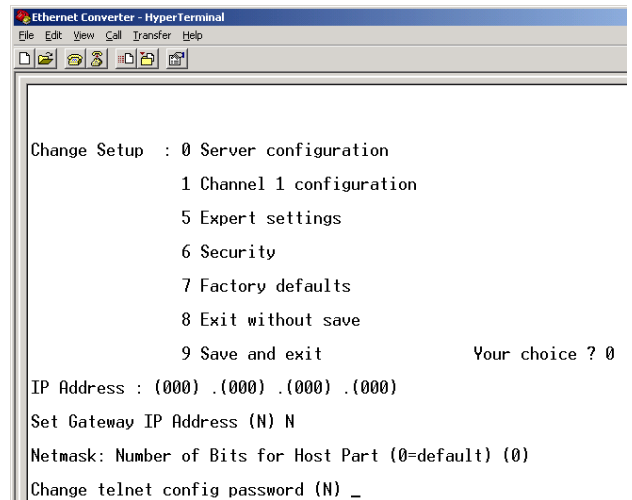 Ethernet Converter - HyperTerminal
File Edit View Call Transfer Help
Change Setup : 0 Server configuration
1 Channel 1 configuration
5 Expert settings
6 Security
7 Factory defaults
8 Exit without save
9 Save and exit Your choice ? 0
IP Address : (000) .(000) .(000) .(000)
Set Gateway IP Address (N) N
Netmask: Number of Bits for Host Part (0=default) (0)
Change telnet config password (N) _